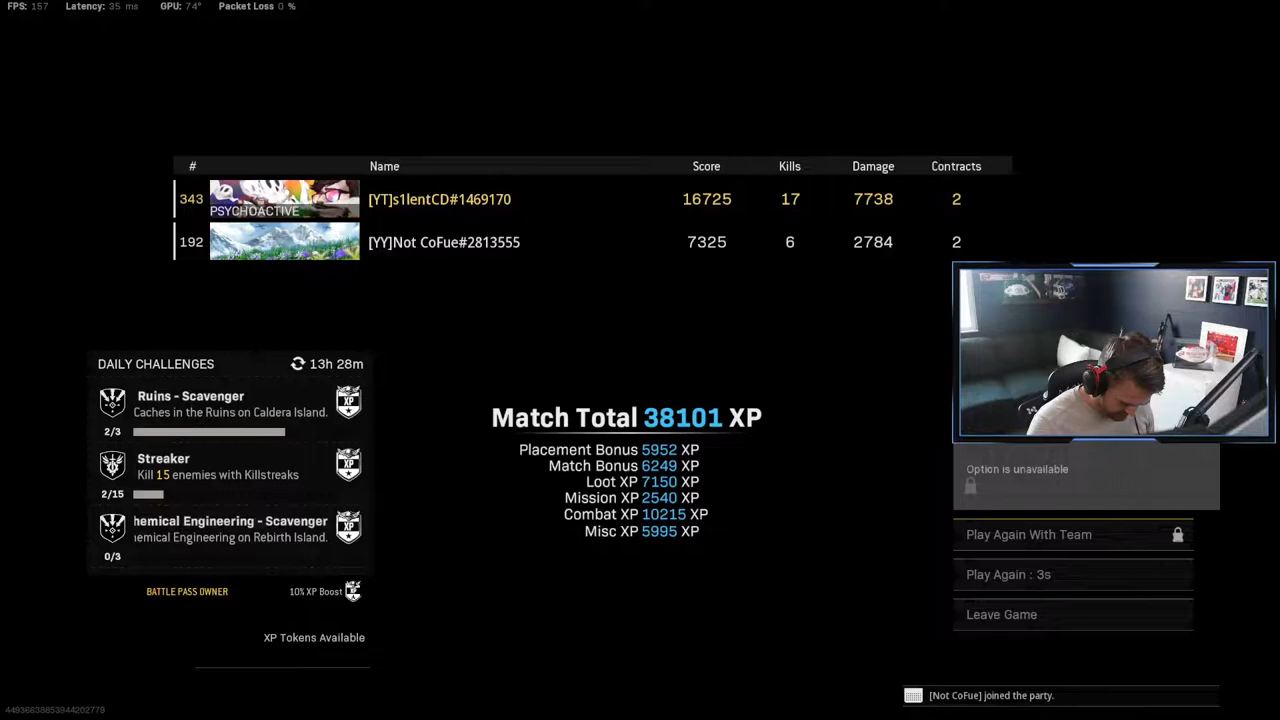 FPS: 157 Latency: 35 ms GPU: 74° Packet Loss 0 %
# Name Score Kills Damage Contracts
343 PSYCHOACTIVE [YT]s1lentCD#1469170 16725 17 7738 2
192 [YY]Not CoFue#2813555 7325 6 2784 2
DAILY CHALLENGES 13h 28m
Ruins - Scavenger
Caches in the Ruins on Caldera Island.
2/3
XP
Streaker
Kill 15 enemies with Killstreaks
2/15
XP
hemical Engineering - Scavenger
emical Engineering on Rebirth Island.
0/3
XP
BATTLE PASS OWNER 10% XP Boost
XP Tokens Available
Match Total 38101 XP
Placement Bonus 5952 XP
Match Bonus 6249 XP
Loot XP 7150 XP
Mission XP 2540 XP
Combat XP 10215 XP
Misc XP 5995 XP
Option is unavailable
Play Again With Team
Play Again : 3s
Leave Game
[Not CoFue] joined the party.